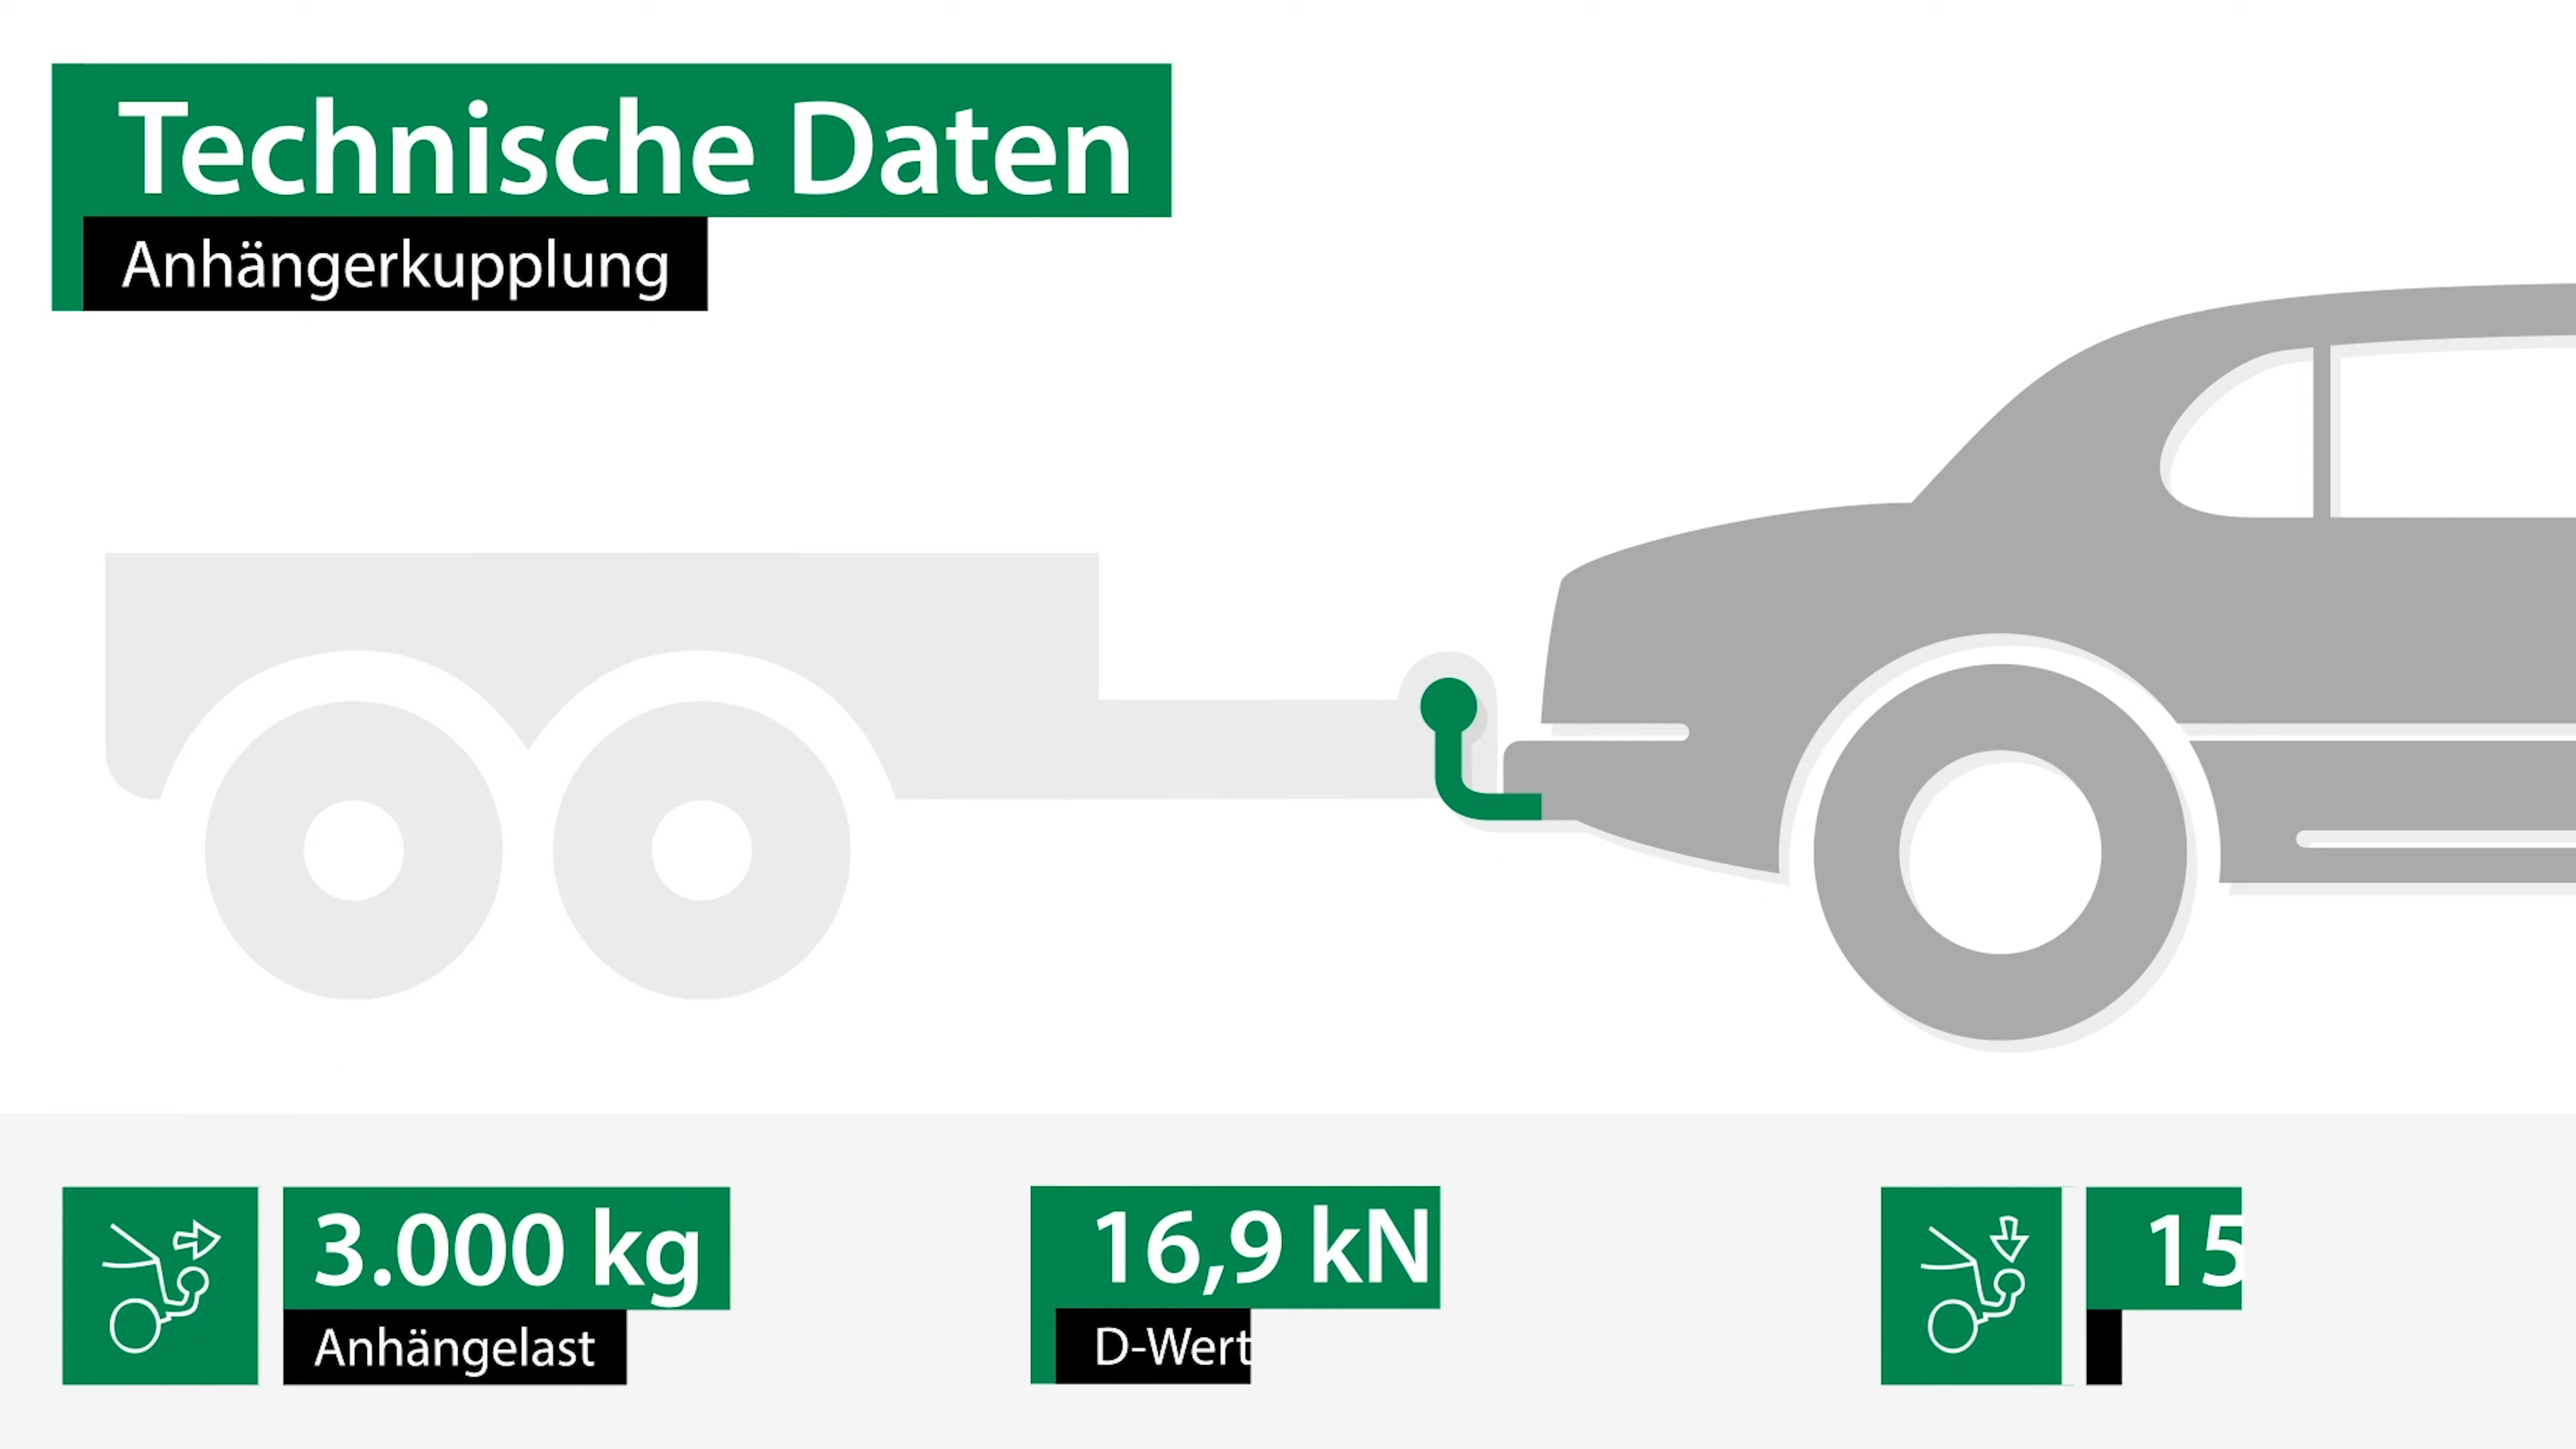 Technische Daten
Anhängerkupplung
3.000 kg
Anhängelast
16,9 kN
D-Wert
15